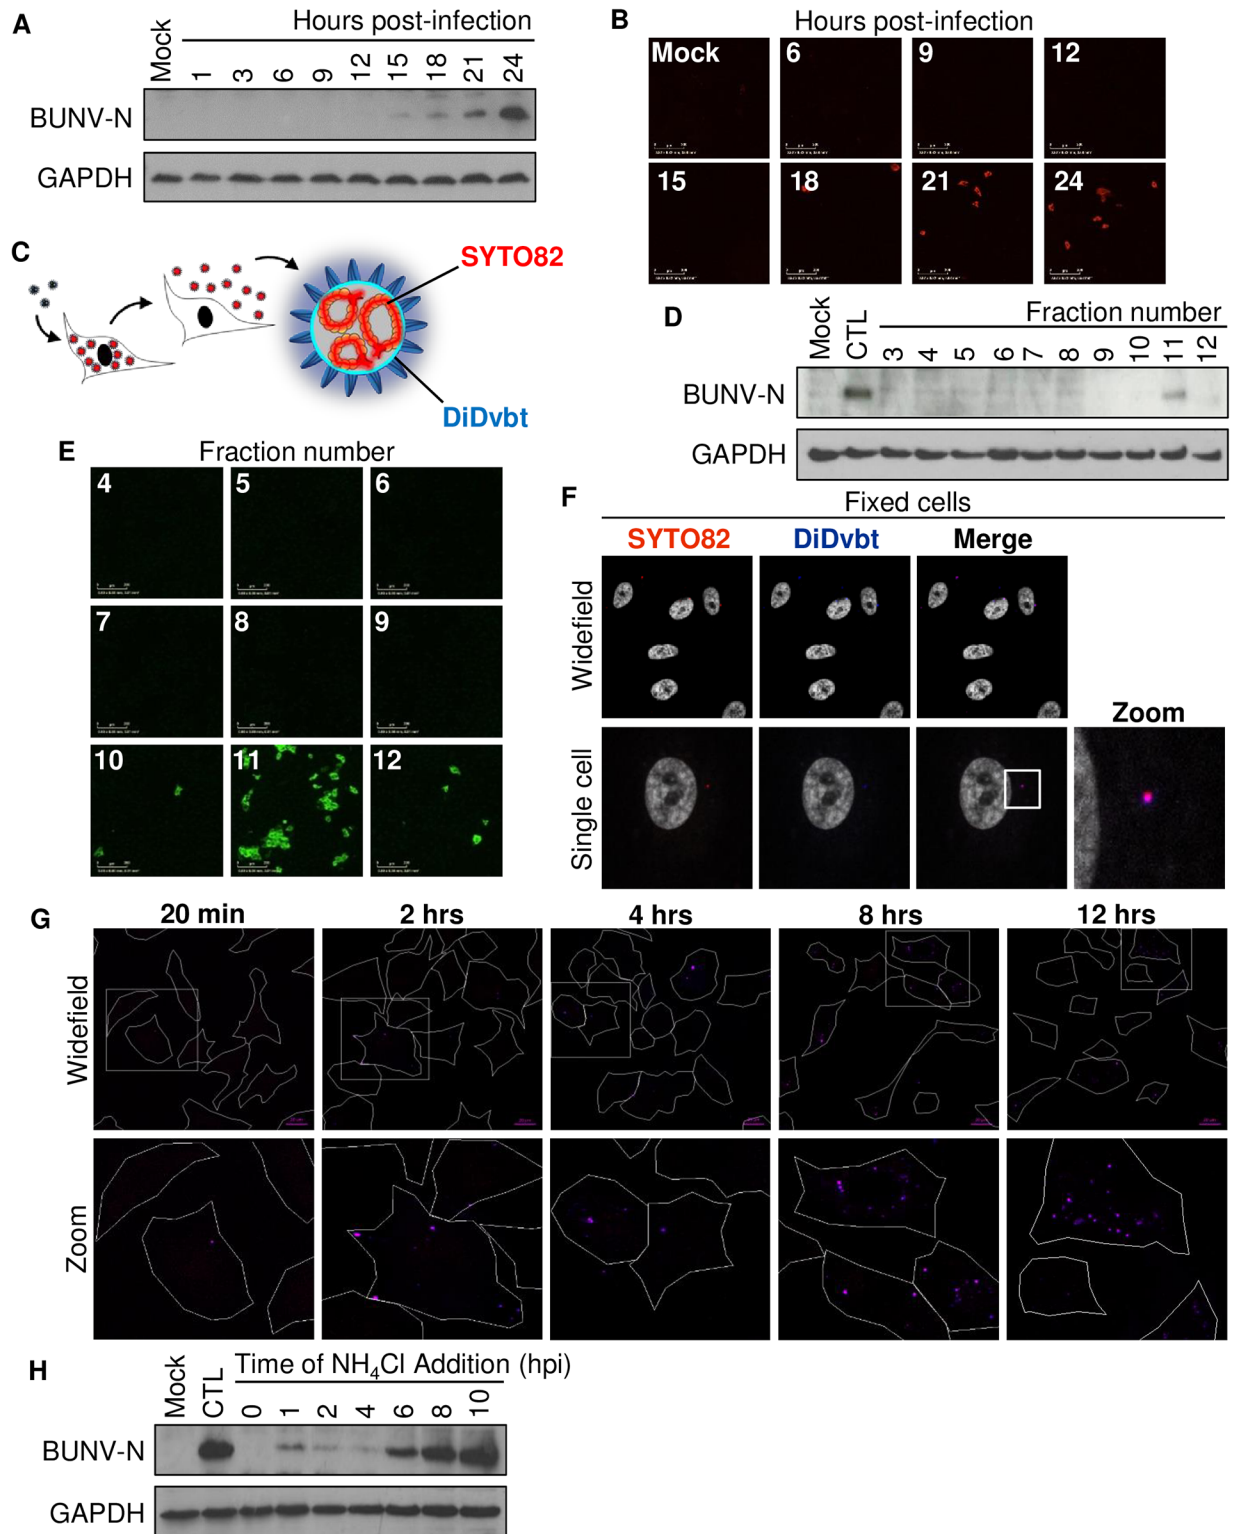 A
Hours post-infection
Mock 1 3 6 9 12 15 18 21 24
BUNV-N
GAPDH
B
Hours post-infection
Mock 6 9 12
15 18 21 24
C
SYTO82
DiDvbt
D
Fraction number
Mock CTL 3 4 5 6 7 8 9 10 11 12
BUNV-N
GAPDH
E
Fraction number
4 5 6
7 8 9
10 11 12
F
Fixed cells
SYTO82 DiDvbt Merge
Widefield
Zoom
Single cell
G
20 min 2 hrs 4 hrs 8 hrs 12 hrs
Widefield
Zoom
H
Time of NH₄Cl Addition (hpi)
Mock CTL 0 1 2 4 6 8 10
BUNV-N
GAPDH